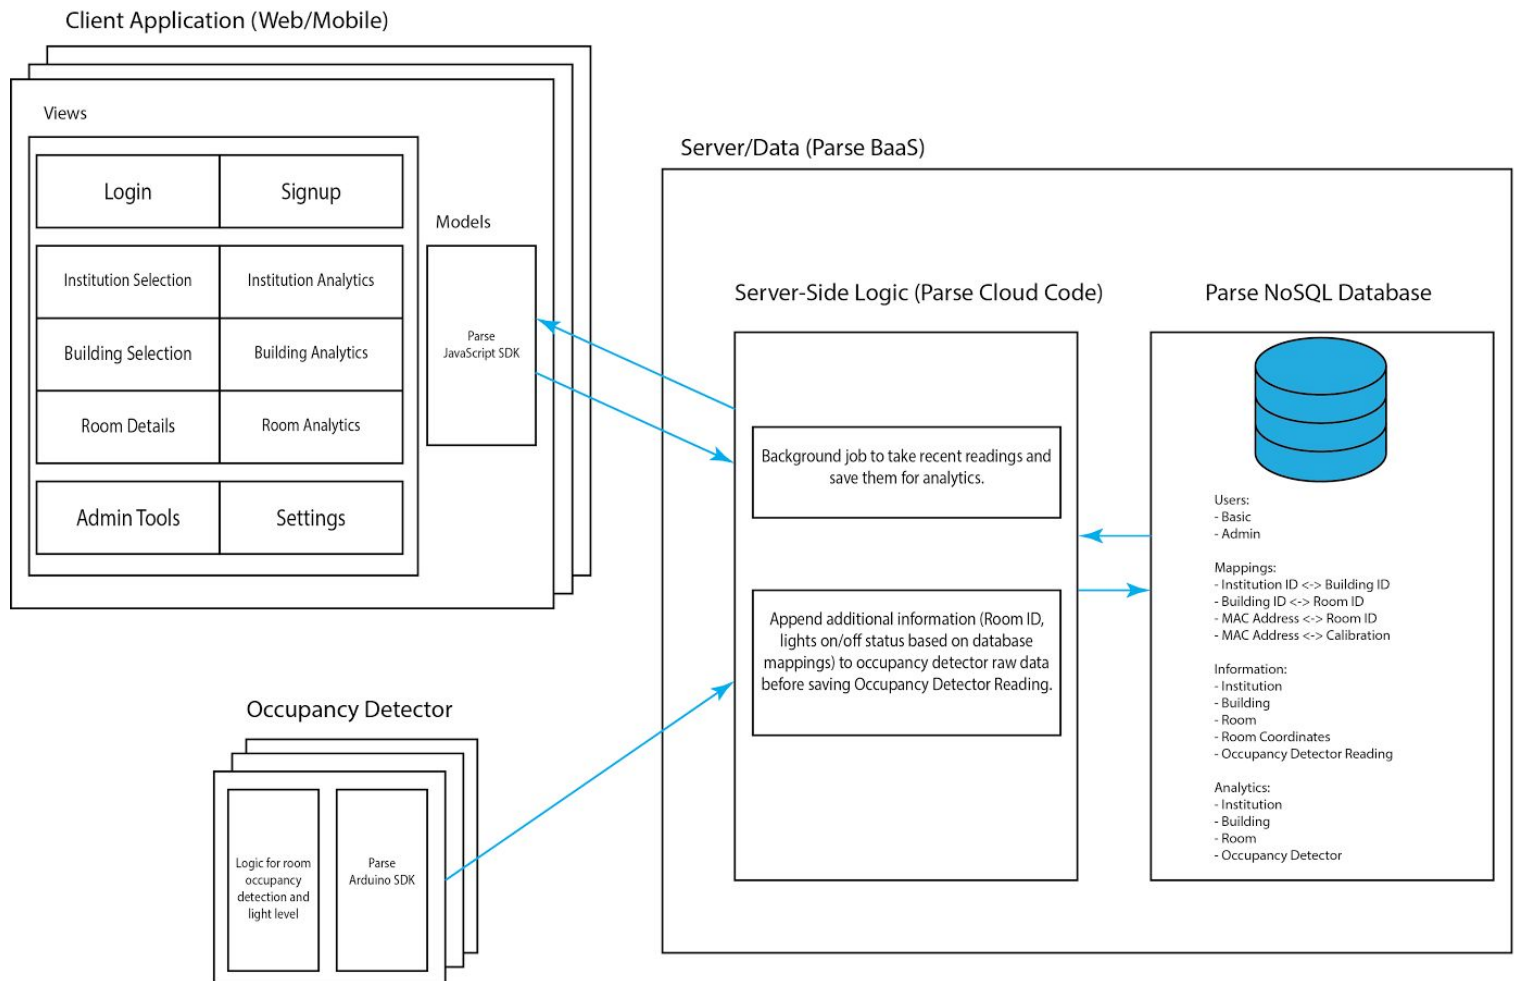 Client Application (Web/Mobile)
Views
Login
Signup
Institution Selection
Institution Analytics
Building Selection
Building Analytics
Room Details
Room Analytics
Admin Tools
Settings
Models
Parse
JavaScript SDK
Server/Data (Parse BaaS)
Server-Side Logic (Parse Cloud Code)
Background job to take recent readings and
save them for analytics.
Append additional information (Room ID,
lights on/off status based on database
mappings) to occupancy detector raw data
before saving Occupancy Detector Reading.
Parse NoSQL Database
Users:
- Basic
- Admin
Mappings:
- Institution ID <-> Building ID
- Building ID <-> Room ID
- MAC Address <-> Room ID
- MAC Address <-> Calibration
Information:
- Institution
- Building
- Room
- Room Coordinates
- Occupancy Detector Reading
Analytics:
- Institution
- Building
- Room
- Occupancy Detector
Occupancy Detector
Logic for room
occupancy
detection and
light level
Parse
Arduino SDK